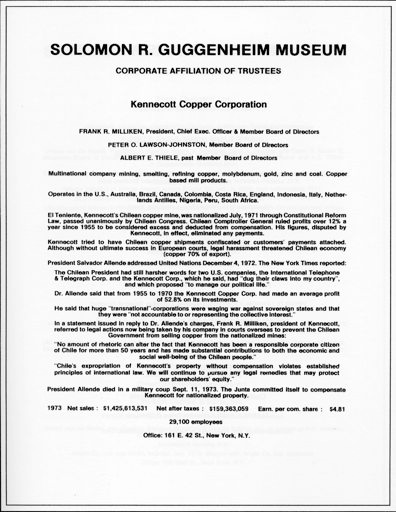 SOLOMON R. GUGGENHEIM MUSEUM
CORPORATE AFFILIATION OF TRUSTEES
Kennecott Copper Corporation
FRANK R. MILLIKEN, President, Chief Exec. Officer & Member Board of Directors
PETER O. LAWSON-JOHNSTON, Member Board of Directors
ALBERT E. THIELE, past Member Board of Directors
Multinational company mining, smelting, refining copper, molybdenum, gold, zinc and coal. Copper
based mill products.
Operates in the U.S., Australia, Brazil, Canada, Colombia, Costa Rica, England, Indonesia, Italy, Nether-
lands Antilles, Nigeria, Peru, South Africa.
El Teniente, Kennecott's Chilean copper mine, was nationalized July, 1971 through Constitutional Reform
Law, passed unanimously by Chilean Congress. Chilean Comptroller General ruled profits over 12% a
year since 1955 to be considered excess and deducted from compensation. His figures, disputed by
Kennecott, in effect, eliminated any payments.
Kennecott tried to have Chilean copper shipments confiscated or customers' payments attached.
Although without ultimate success in European courts, legal harassment threatened Chilean economy
(copper 70% of export).
President Salvador Allende addressed United Nations December 4, 1972. The New York Times reported:
The Chilean President had still harsher words for two U.S. companies, the International Telephone
& Telegraph Corp. and the Kennecott Corp., which he said, had "dug their claws into my country",
and which proposed "to manage our political life."
Dr. Allende said that from 1955 to 1970 the Kennecott Copper Corp. had made an average profit
of 52.8% on its investments.
He said that huge "transnational" corporations were waging war against sovereign states and that
they were "not accountable to or representing the collective interest."
In a statement issued in reply to Dr. Allende's charges, Frank R. Milliken, president of Kennecott,
referred to legal actions now being taken by his company in courts overseas to prevent the Chilean
Government from selling copper from the nationalized mines:
"No amount of rhetoric can alter the fact that Kennecott has been a responsible corporate citizen
of Chile for more than 50 years and has made substantial contributions to both the economic and
social well-being of the Chilean people."
"Chile's expropriation of Kennecott's property without compensation violates established
principles of international law. We will continue to pursue any legal remedies that may protect
our shareholders' equity."
President Allende died in a military coup Sept. 11, 1973. The Junta committed itself to compensate
Kennecott for nationalized property.
1973 Net sales : $1,425,613,531 Net after taxes : $159,363,059 Earn. per com. share : $4.81
29,100 employees
Office: 161 E. 42 St., New York, N.Y.